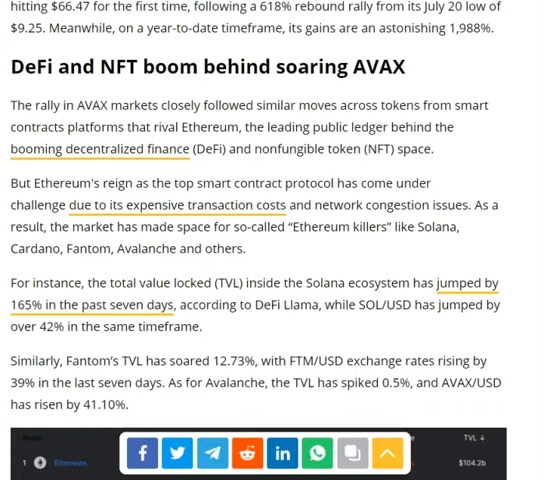 hitting $66.47 for the first time, following a 618% rebound rally from its July 20 low of
$9.25. Meanwhile, on a year-to-date timeframe, its gains are an astonishing 1,988%.
DeFi and NFT boom behind soaring AVAX
The rally in AVAX markets closely followed similar moves across tokens from smart
contracts platforms that rival Ethereum, the leading public ledger behind the
booming decentralized finance (DeFi) and nonfungible token (NFT) space.
But Ethereum's reign as the top smart contract protocol has come under
challenge due to its expensive transaction costs and network congestion issues. As a
result, the market has made space for so-called “Ethereum killers” like Solana,
Cardano, Fantom, Avalanche and others.
For instance, the total value locked (TVL) inside the Solana ecosystem has jumped by
165% in the past seven days, according to DeFi Llama, while SOL/USD has jumped by
over 42% in the same timeframe.
Similarly, Fantom’s TVL has soared 12.73%, with FTM/USD exchange rates rising by
39% in the last seven days. As for Avalanche, the TVL has spiked 0.5%, and AVAX/USD
has risen by 41.10%.
Name TVL ↓
1 Ethereum $104.2b